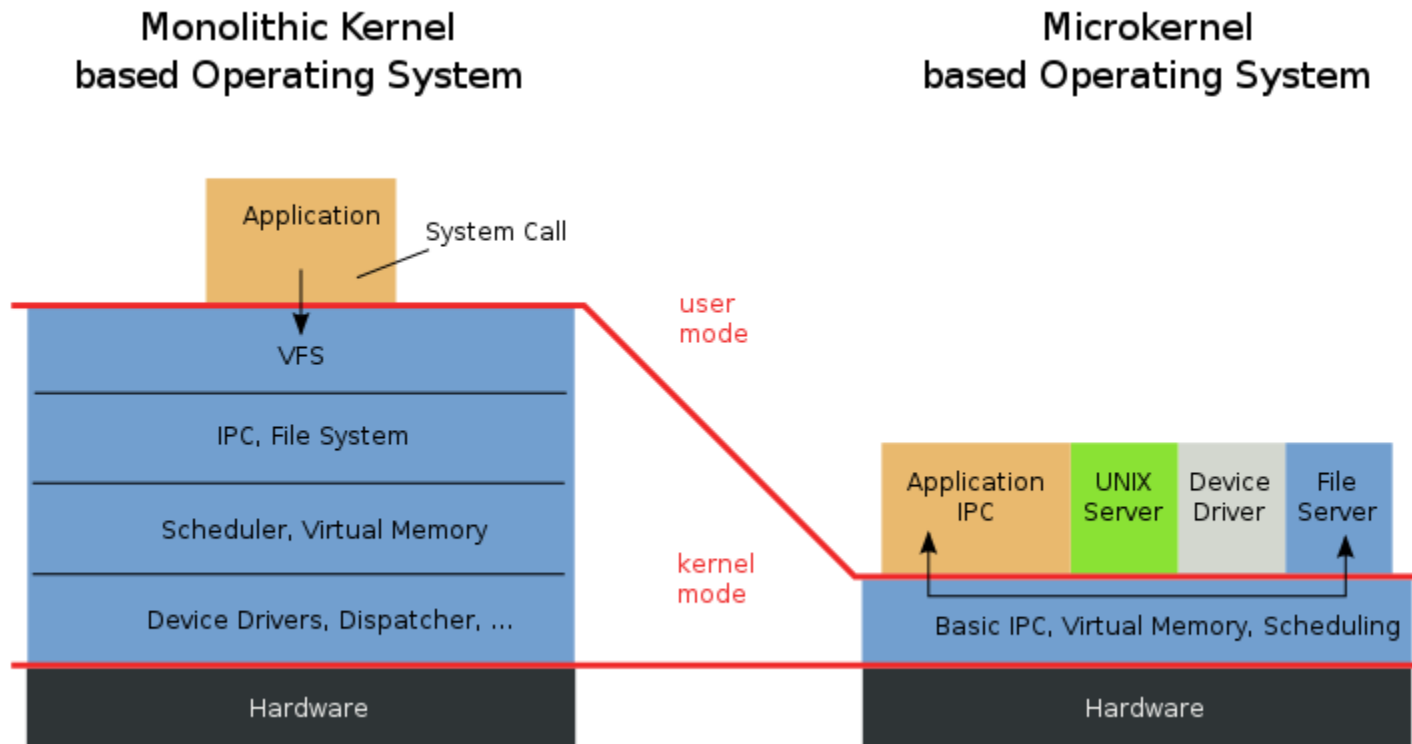 Monolithic Kernel
based Operating System
Microkernel
based Operating System
Application
System Call
user
mode
VFS
IPC, File System
Scheduler, Virtual Memory
kernel
mode
Device Drivers, Dispatcher, ...
Hardware
Application
IPC
UNIX
Server
Device
Driver
File
Server
Basic IPC, Virtual Memory, Scheduling
Hardware